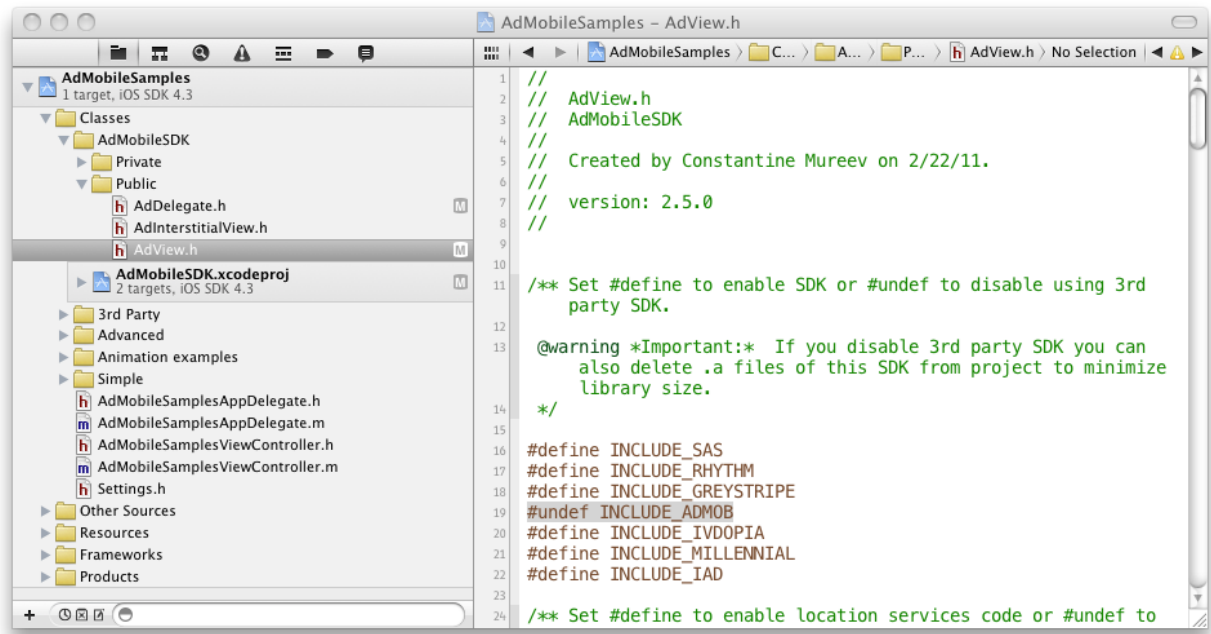 AdMobileSamples – AdView.h
AdMobileSamples
1 target, iOS SDK 4.3
Classes
AdMobileSDK
Private
Public
h AdDelegate.h M
h AdInterstitialView.h
h AdView.h M
AdMobileSDK.xcodeproj M
2 targets, iOS SDK 4.3
3rd Party
Advanced
Animation examples
Simple
h AdMobileSamplesAppDelegate.h
m AdMobileSamplesAppDelegate.m
h AdMobileSamplesViewController.h
m AdMobileSamplesViewController.m
h Settings.h
Other Sources
Resources
Frameworks
Products
AdMobileSamples C... A... P... h AdView.h No Selection
1 //
2 //  AdView.h
3 //  AdMobileSDK
4 //
5 //  Created by Constantine Mureev on 2/22/11.
6 //
7 //  version: 2.5.0
8 //
9
10
11 /** Set #define to enable SDK or #undef to disable using 3rd
party SDK.
12
13 @warning *Important:*  If you disable 3rd party SDK you can
also delete .a files of this SDK from project to minimize
library size.
14 */
15
16 #define INCLUDE_SAS
17 #define INCLUDE_RHYTHM
18 #define INCLUDE_GREYSTRIPE
19 #undef INCLUDE_ADMOB
20 #define INCLUDE_IVDOPIA
21 #define INCLUDE_MILLENNIAL
22 #define INCLUDE_IAD
23
24 /** Set #define to enable location services code or #undef to